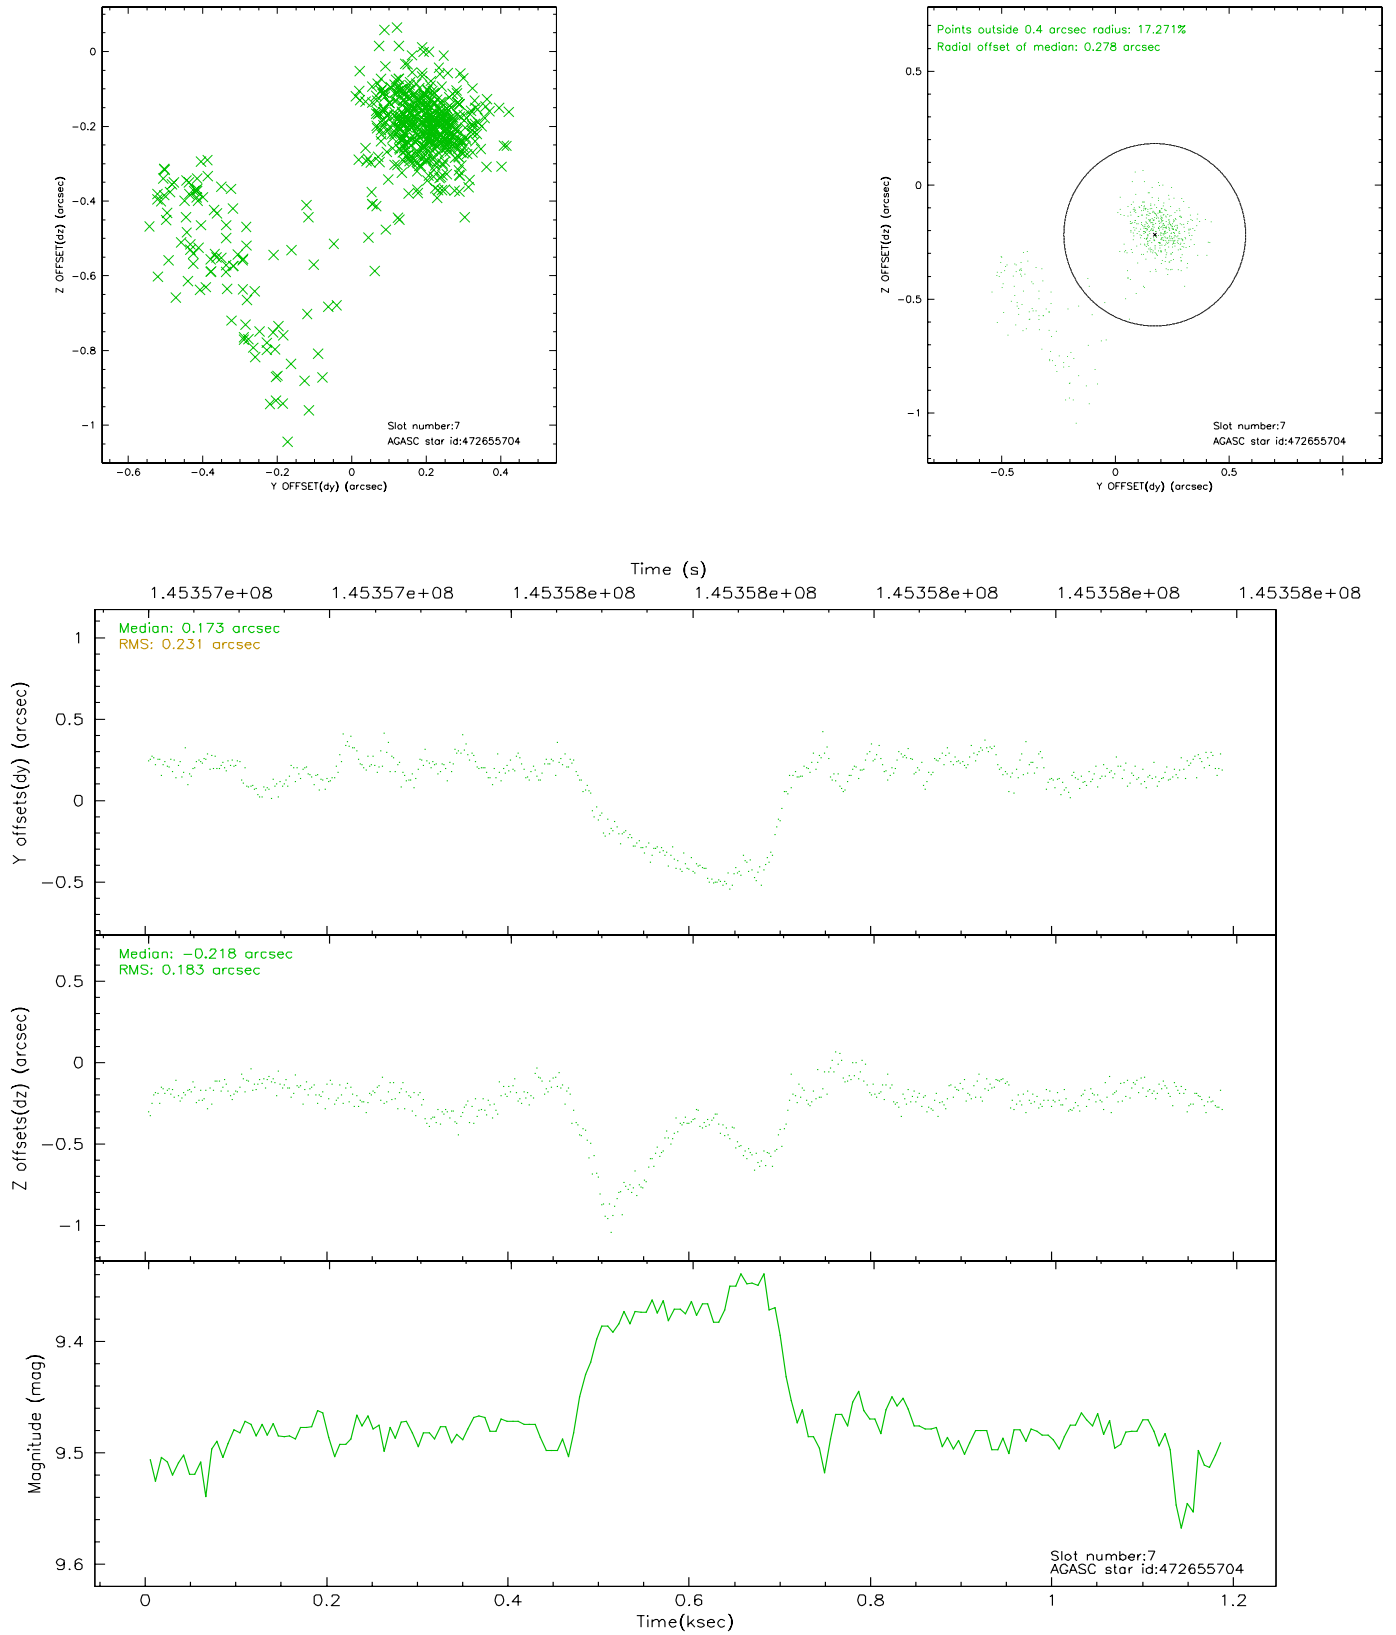 0
−0.2
−0.4
−0.6
−0.8
−1
Z OFFSET(dz) (arcsec)
Slot number:7
AGASC star id:472655704
−0.6 −0.4 −0.2 0 0.2 0.4
Y OFFSET(dy) (arcsec)
Points outside 0.4 arcsec radius: 17.271%
Radial offset of median: 0.278 arcsec
0.5
0
−0.5
−1
Z OFFSET(dz) (arcsec)
Slot number:7
AGASC star id:472655704
−0.5 0 0.5 1
Y OFFSET(dy) (arcsec)
Time (s)
1.45357e+08 1.45357e+08 1.45358e+08 1.45358e+08 1.45358e+08 1.45358e+08 1.45358e+08
Median: 0.173 arcsec
RMS: 0.231 arcsec
1
0.5
0
−0.5
Y offsets(dy) (arcsec)
Median: −0.218 arcsec
RMS: 0.183 arcsec
0.5
0
−0.5
−1
Z offsets(dz) (arcsec)
9.4
9.5
9.6
Magnitude (mag)
Slot number:7
AGASC star id:472655704
0 0.2 0.4 0.6 0.8 1 1.2
Time(ksec)